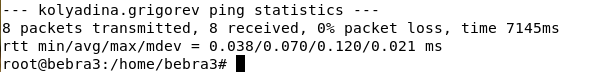 --- kolyadina.grigorev ping statistics ---
8 packets transmitted, 8 received, 0% packet loss, time 7145ms
rtt min/avg/max/mdev = 0.038/0.070/0.120/0.021 ms
root@bebra3:/home/bebra3#